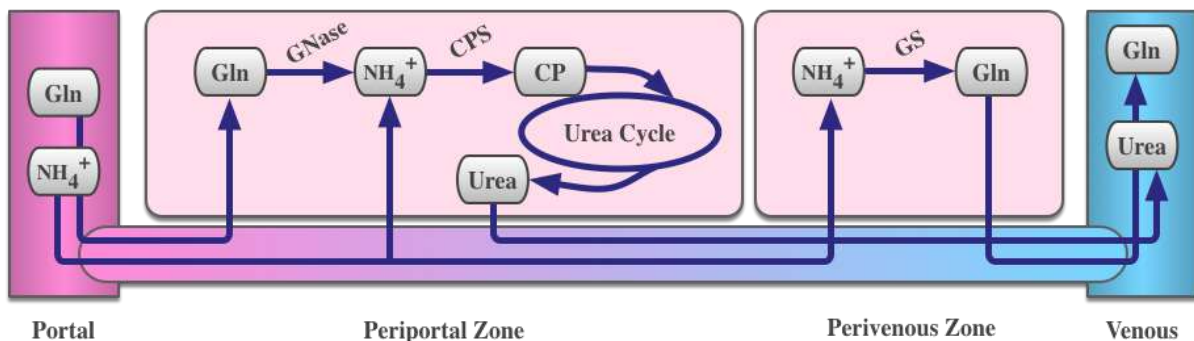 Gln
NH4+
Gln
GNase
NH4+
CPS
CP
Urea Cycle
Urea
NH4+
GS
Gln
Gln
Urea
Portal
Periportal Zone
Perivenous Zone
Venous